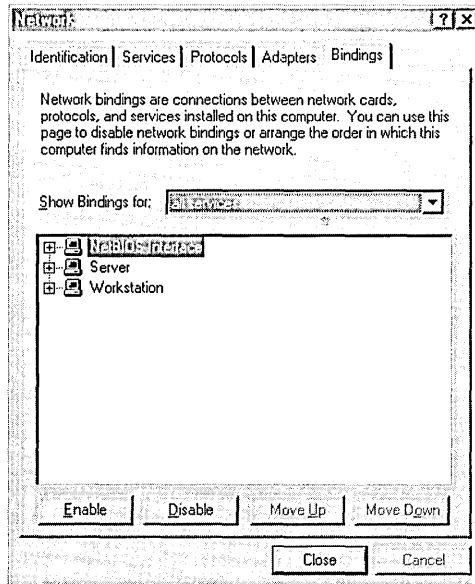 Network
Identification Services Protocols Adapters Bindings
Network bindings are connections between network cards,
protocols, and services installed on this computer. You can use this
page to disable network bindings or arrange the order in which this
computer finds information on the network.
Show Bindings for: all services
NetBIOS Interface
Server
Workstation
Enable Disable Move Up Move Down
Close Cancel